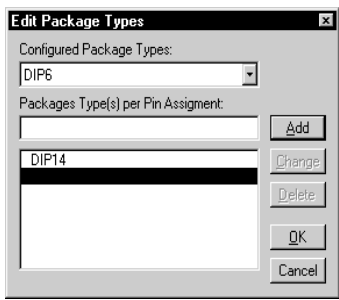 Edit Package Types
Configured Package Types:
DIP6
Packages Type(s) per Pin Assigment:
Add
DIP14
Change
Delete
OK
Cancel